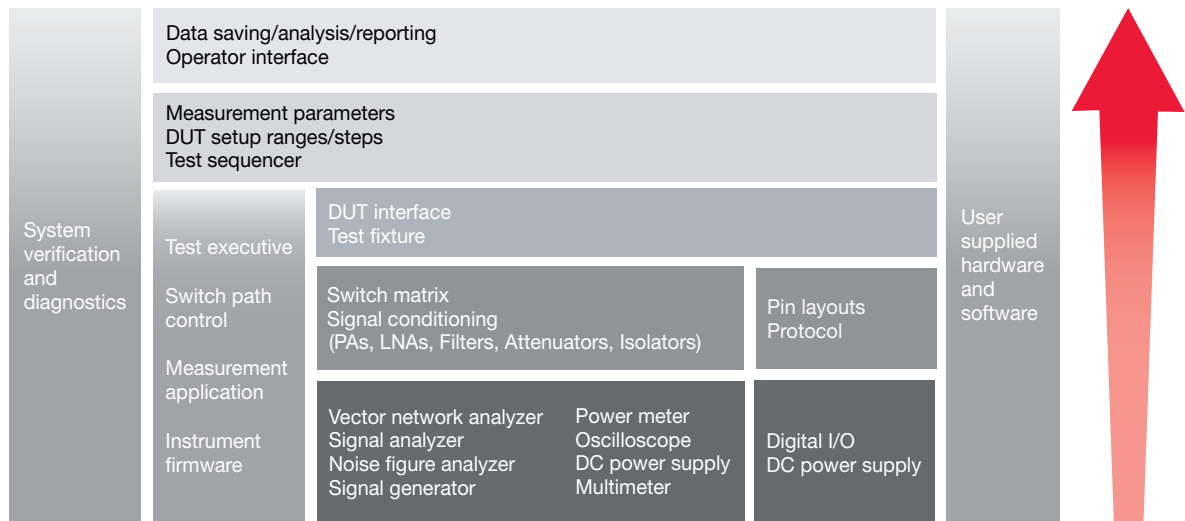 Data saving/analysis/reporting
Operator interface
Measurement parameters
DUT setup ranges/steps
Test sequencer
System
verification
and
diagnostics
Test executive
Switch path
control
Measurement
application
Instrument
firmware
DUT interface
Test fixture
Switch matrix
Signal conditioning
(PAs, LNAs, Filters, Attenuators, Isolators)
Pin layouts
Protocol
Vector network analyzer
Signal analyzer
Noise figure analyzer
Signal generator
Power meter
Oscilloscope
DC power supply
Multimeter
Digital I/O
DC power supply
User
supplied
hardware
and
software